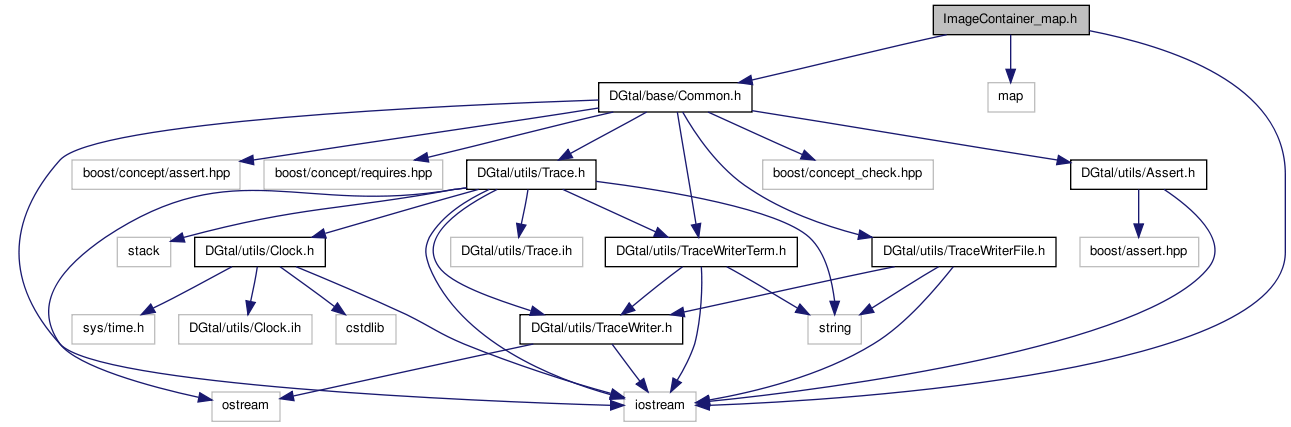 ImageContainer_map.h
DGtal/base/Common.h
map
boost/concept/assert.hpp
boost/concept/requires.hpp
DGtal/utils/Trace.h
boost/concept_check.hpp
DGtal/utils/Assert.h
stack
DGtal/utils/Clock.h
DGtal/utils/Trace.ih
DGtal/utils/TraceWriterTerm.h
DGtal/utils/TraceWriterFile.h
boost/assert.hpp
sys/time.h
DGtal/utils/Clock.ih
cstdlib
DGtal/utils/TraceWriter.h
string
ostream
iostream